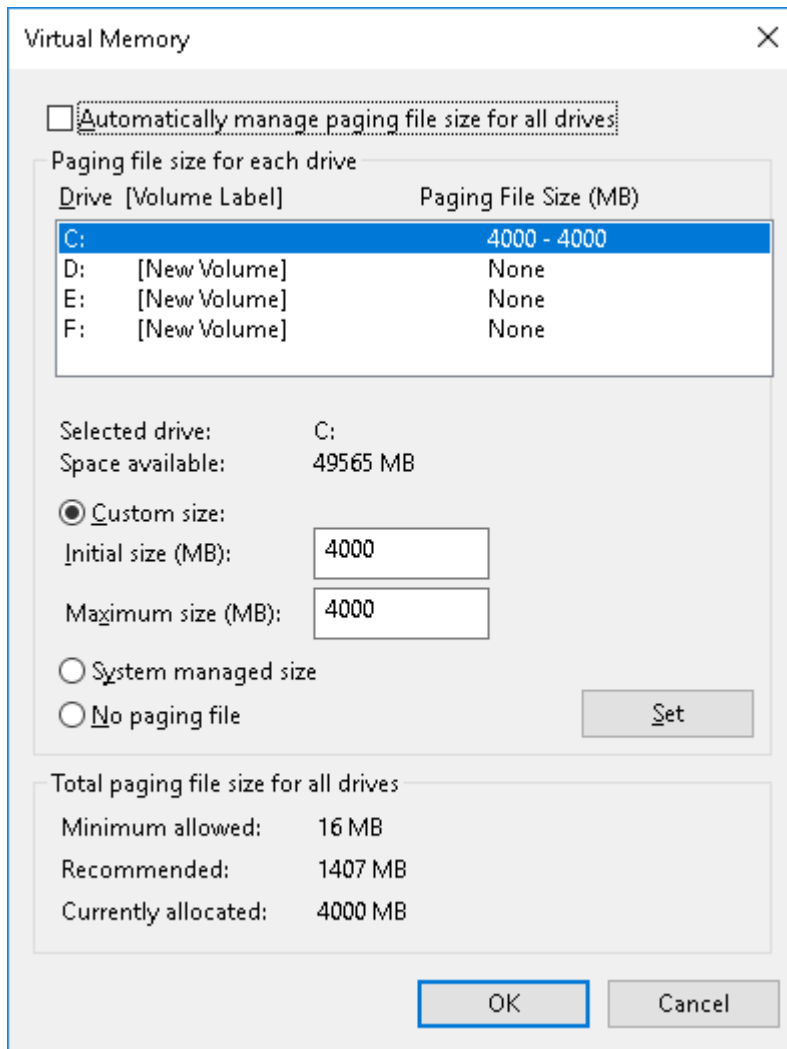 Virtual Memory
Automatically manage paging file size for all drives
Paging file size for each drive
Drive [Volume Label] Paging File Size (MB)
C: 4000 - 4000
D: [New Volume] None
E: [New Volume] None
F: [New Volume] None
Selected drive: C:
Space available: 49565 MB
Custom size:
Initial size (MB): 4000
Maximum size (MB): 4000
System managed size
No paging file Set
Total paging file size for all drives
Minimum allowed: 16 MB
Recommended: 1407 MB
Currently allocated: 4000 MB
OK Cancel